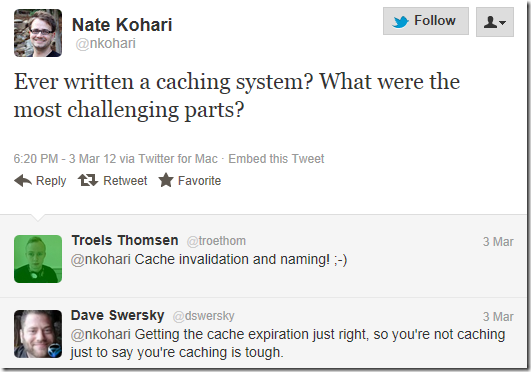 Nate Kohari
@nkohari
Follow
Ever written a caching system? What were the
most challenging parts?
6:20 PM - 3 Mar 12 via Twitter for Mac · Embed this Tweet
Reply Retweet Favorite
Troels Thomsen @troethom 3 Mar
@nkohari Cache invalidation and naming! ;-)
Dave Swersky @dswersky 3 Mar
@nkohari Getting the cache expiration just right, so you're not caching
just to say you're caching is tough.